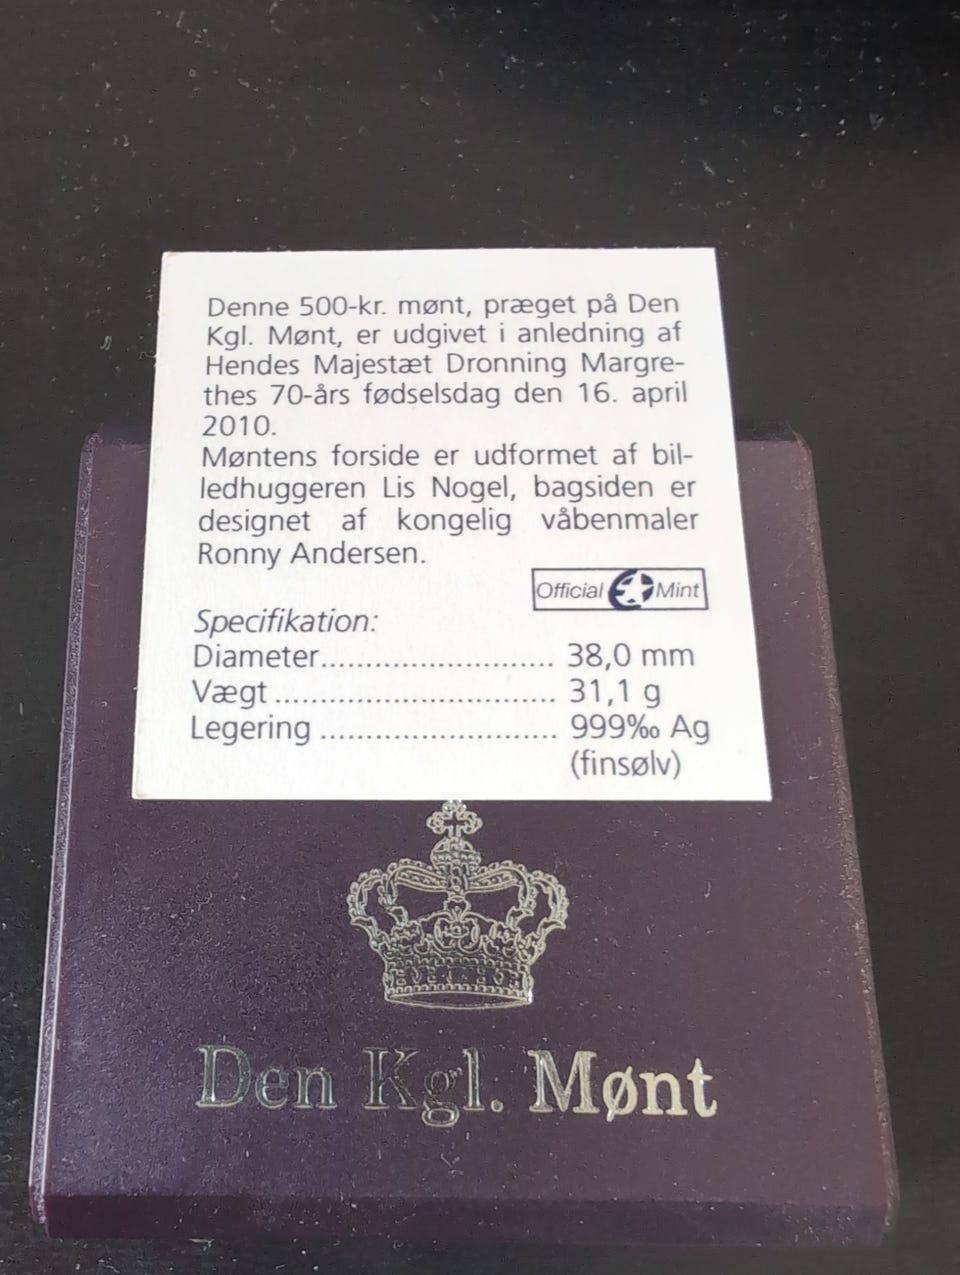 Denne 500-kr. mønt, præget på Den
Kgl. Mønt, er udgivet i anledning af
Hendes Majestæt Dronning Margre-
thes 70-års fødselsdag den 16. april
2010.
Møntens forside er udformet af bil-
ledhuggeren Lis Nogel, bagsiden er
designet af kongelig våbenmaler
Ronny Andersen.
Official Mint
Specifikation:
Diameter.......................... 38,0 mm
Vægt ............................... 31,1 g
Legering .......................... 999‰ Ag
(finsølv)
Den Kgl. Mønt